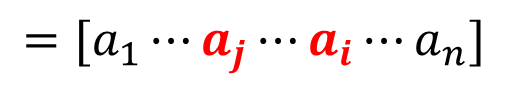 = [a₁ ⋯ aⱼ ⋯ aᵢ ⋯ aₙ]